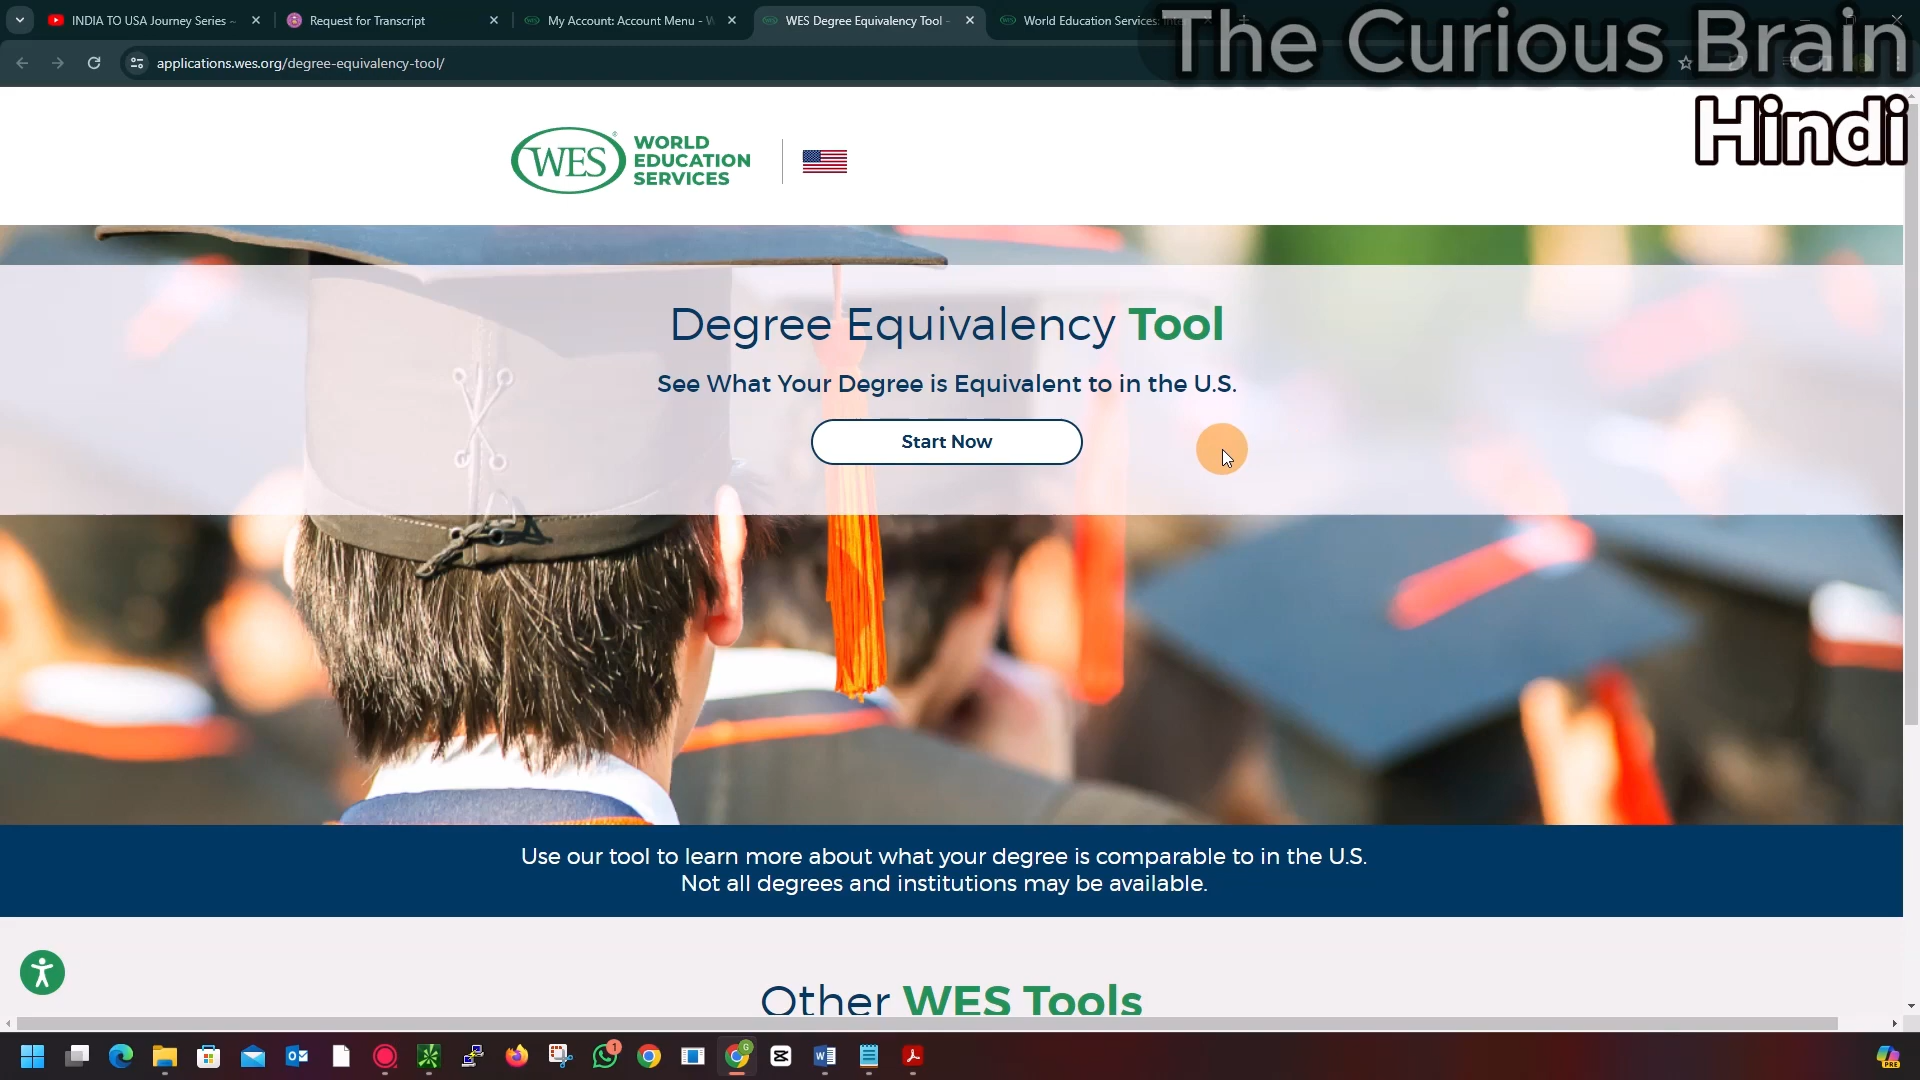 INDIA TO USA Journey Series ~
Request for Transcript
My Account: Account Menu - W
WES Degree Equivalency Tool -
World Education Services:
The Curious Brain
applications.wes.org/degree-equivalency-tool/
Hindi
WES
WORLD
EDUCATION
SERVICES
Degree Equivalency Tool
See What Your Degree is Equivalent to in the U.S.
Start Now
Use our tool to learn more about what your degree is comparable to in the U.S.
Not all degrees and institutions may be available.
Other WES Tools